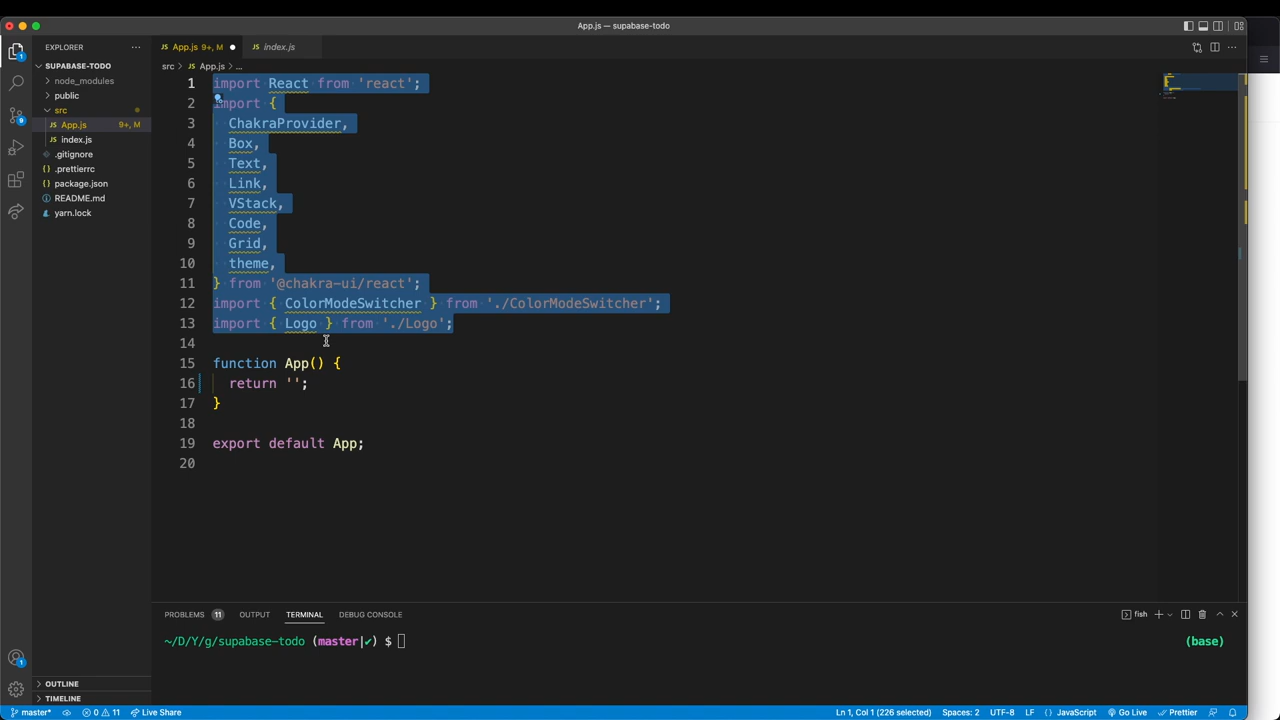 App.js — supabase-todo
EXPLORER
SUPABASE-TODO
node_modules
public
src
App.js 9+, M
index.js
.gitignore
.prettierrc
package.json
README.md
yarn.lock
OUTLINE
TIMELINE
App.js 9+, M
index.js
src > App.js > ...
1 import React from 'react';
2 import {
3 ChakraProvider,
4 Box,
5 Text,
6 Link,
7 VStack,
8 Code,
9 Grid,
10 theme,
11 } from '@chakra-ui/react';
12 import { ColorModeSwitcher } from './ColorModeSwitcher';
13 import { Logo } from './Logo';
14
15 function App() {
16 return '';
17 }
18
19 export default App;
20
PROBLEMS 11 OUTPUT TERMINAL DEBUG CONSOLE
fish
~/D/Y/g/supabase-todo (master|✔) $
(base)
master* 0 11 Live Share
Ln 1, Col 1 (226 selected) Spaces: 2 UTF-8 LF {} JavaScript Go Live Prettier